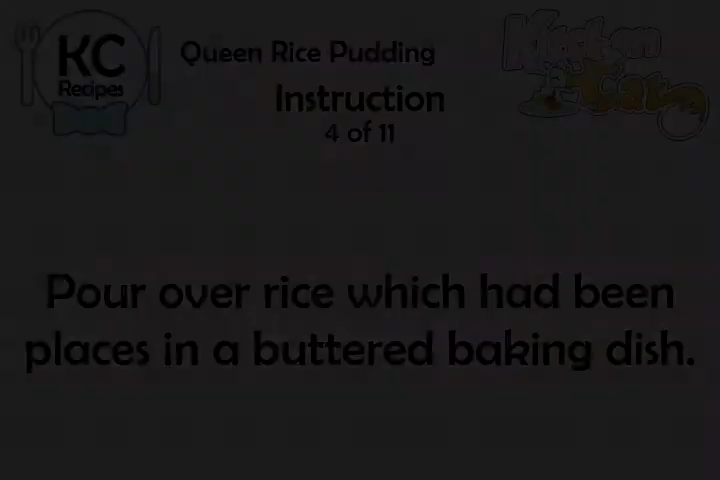 KC
Recipes
Queen Rice Pudding
Instruction
4 of 11
Pour over rice which had been
places in a buttered baking dish.